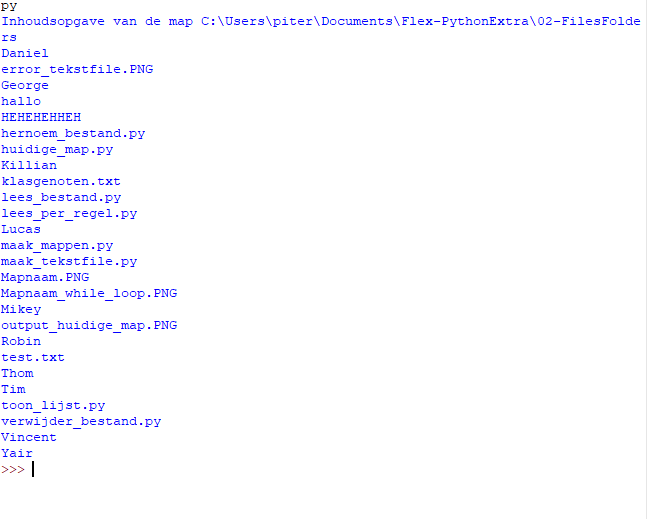 py
Inhoudsopgave van de map C:\Users\piter\Documents\Flex-PythonExtra\02-FilesFolde
rs
Daniel
error_tekstfile.PNG
George
hallo
HEHEHEHHEH
hernoem_bestand.py
huidige_map.py
Killian
klasgenoten.txt
lees_bestand.py
lees_per_regel.py
Lucas
maak_mappen.py
maak_tekstfile.py
Mapnaam.PNG
Mapnaam_while_loop.PNG
Mikey
output_huidige_map.PNG
Robin
test.txt
Thom
Tim
toon_lijst.py
verwijder_bestand.py
Vincent
Yair
>>>